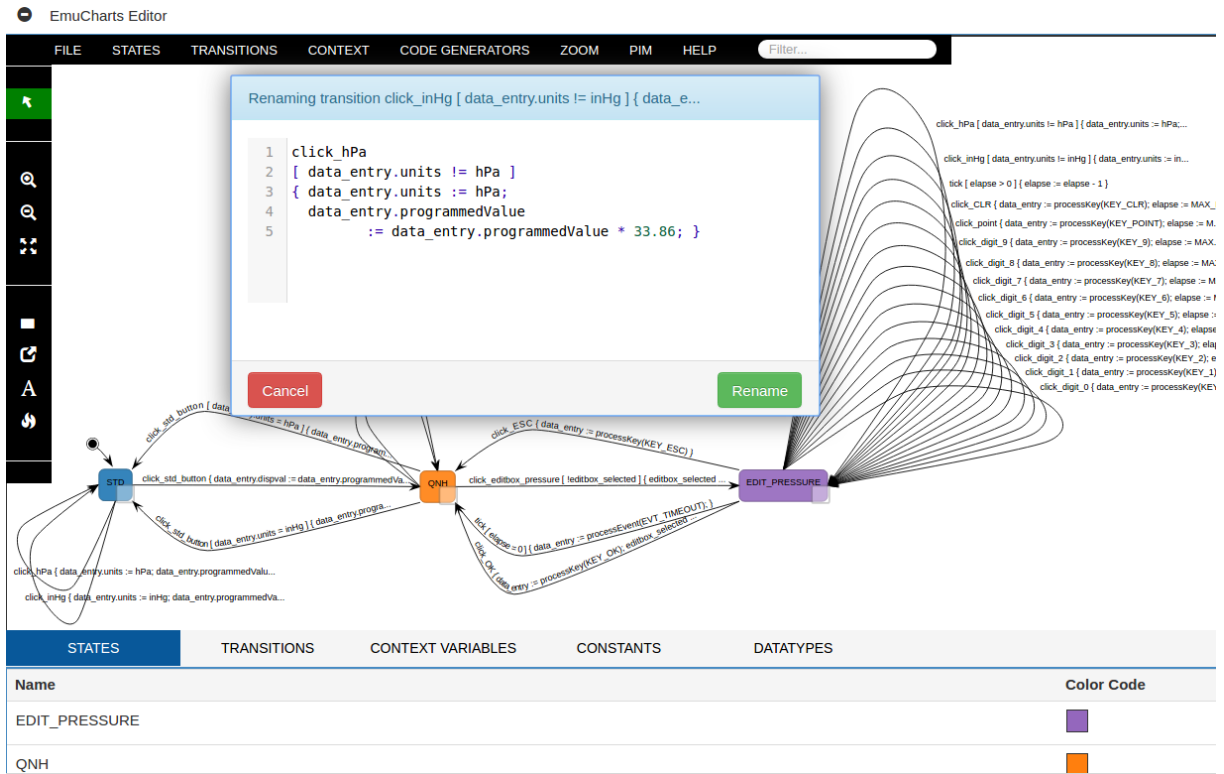 EmuCharts Editor
FILE STATES TRANSITIONS CONTEXT CODE GENERATORS ZOOM PIM HELP Filter...
Renaming transition click_inHg [ data_entry.units != inHg ] { data_e...
1 click_hPa
2 [ data_entry.units != hPa ]
3 { data_entry.units := hPa;
4 data_entry.programmedValue
5 := data_entry.programmedValue * 33.86; }
Cancel Rename
A
click_hPa [ data_entry.units != hPa ] { data_entry.units := hPa;...
click_inHg [ data_entry.units != inHg ] { data_entry.units := in...
tick [ elapse > 0 ] { elapse := elapse - 1 }
click_CLR { data_entry := processKey(KEY_CLR); elapse := MAX_
click_point { data_entry := processKey(KEY_POINT); elapse := M.
click_digit_9 { data_entry := processKey(KEY_9); elapse := MAX.
click_digit_8 { data_entry := processKey(KEY_8); elapse := MA
click_digit_7 { data_entry := processKey(KEY_7); elapse := M
click_digit_6 { data_entry := processKey(KEY_6); elapse :=
click_digit_5 { data_entry := processKey(KEY_5); elapse :=
click_digit_4 { data_entry := processKey(KEY_4); elapse
click_digit_3 { data_entry := processKey(KEY_3); elap
click_digit_2 { data_entry := processKey(KEY_2); e
click_digit_1 { data_entry := processKey(KEY_1)
click_digit_0 { data_entry := processKey(KEY
click_std_button [ data_entry.units = hPa ] { data_entry.program...
click_ESC { data_entry := processKey(KEY_ESC) }
STD
click_std_button { data_entry.dispval := data_entry.programmedVa...
QNH
click_editbox_pressure [ !editbox_selected ] { editbox_selected ...
EDIT_PRESSURE
click_std_button [ data_entry.units = inHg ] { data_entry.progra...
tick [ elapse = 0 ] { data_entry := processEvent(EVT_TIMEOUT); }
click_OK { data_entry := processKey(KEY_OK); editbox_selected ...
click_hPa { data_entry.units := hPa; data_entry.programmedValu...
click_inHg { data_entry.units := inHg; data_entry.programmedVa...
STATES TRANSITIONS CONTEXT VARIABLES CONSTANTS DATATYPES
Name Color Code
EDIT_PRESSURE
QNH